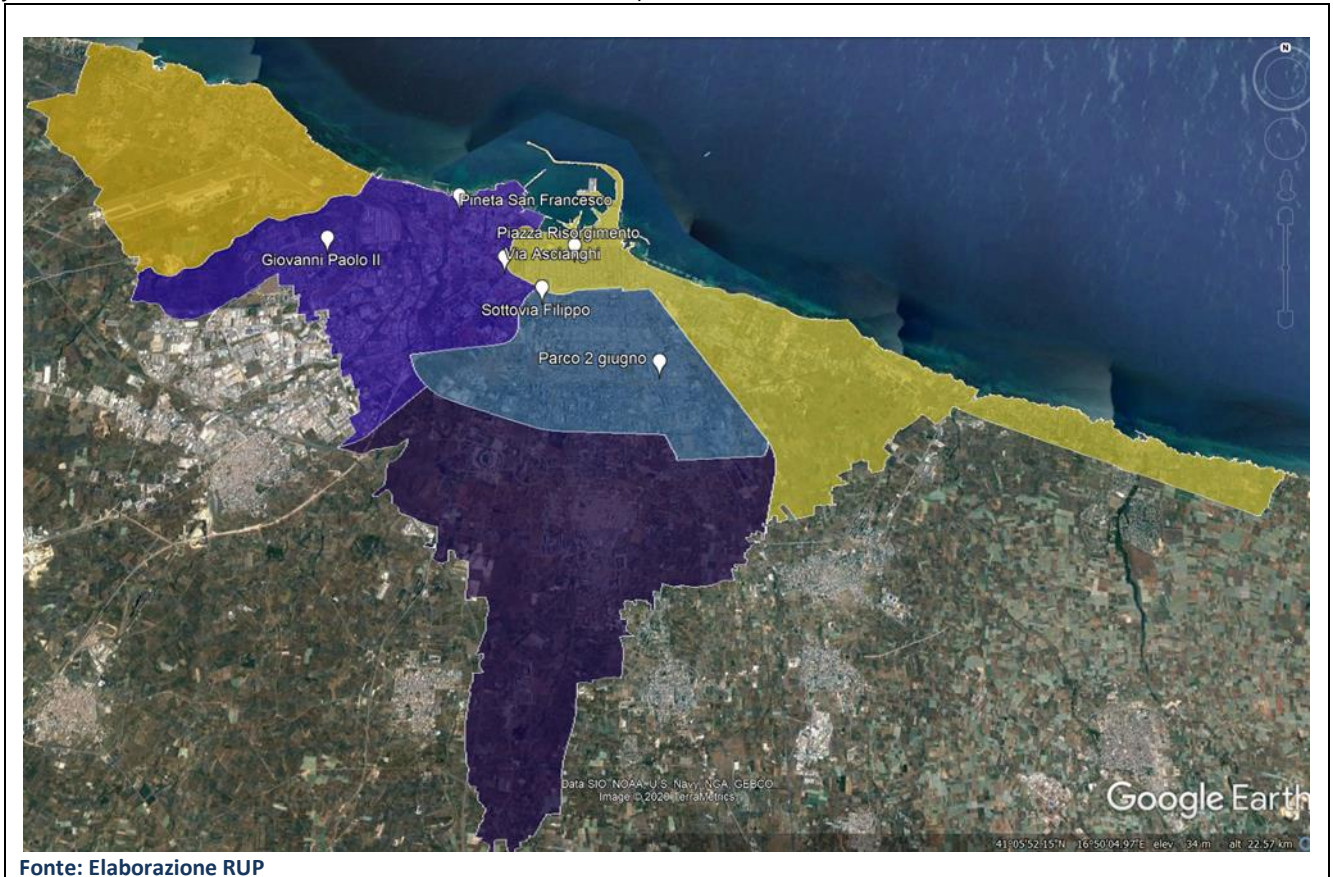 N
Pineta San Francesco
Piazza Risorgimento
Via Ascianghi
Giovanni Paolo II
Sottovia Filippo
Parco 2 giugno
Data SIO, NOAA, U.S. Navy, NGA, GEBCO
Image © 2020 TerraMetrics
Google Earth
41°05'52.15"N 16°50'04.97"E elev 34 m alt 22.57 km
Fonte: Elaborazione RUP